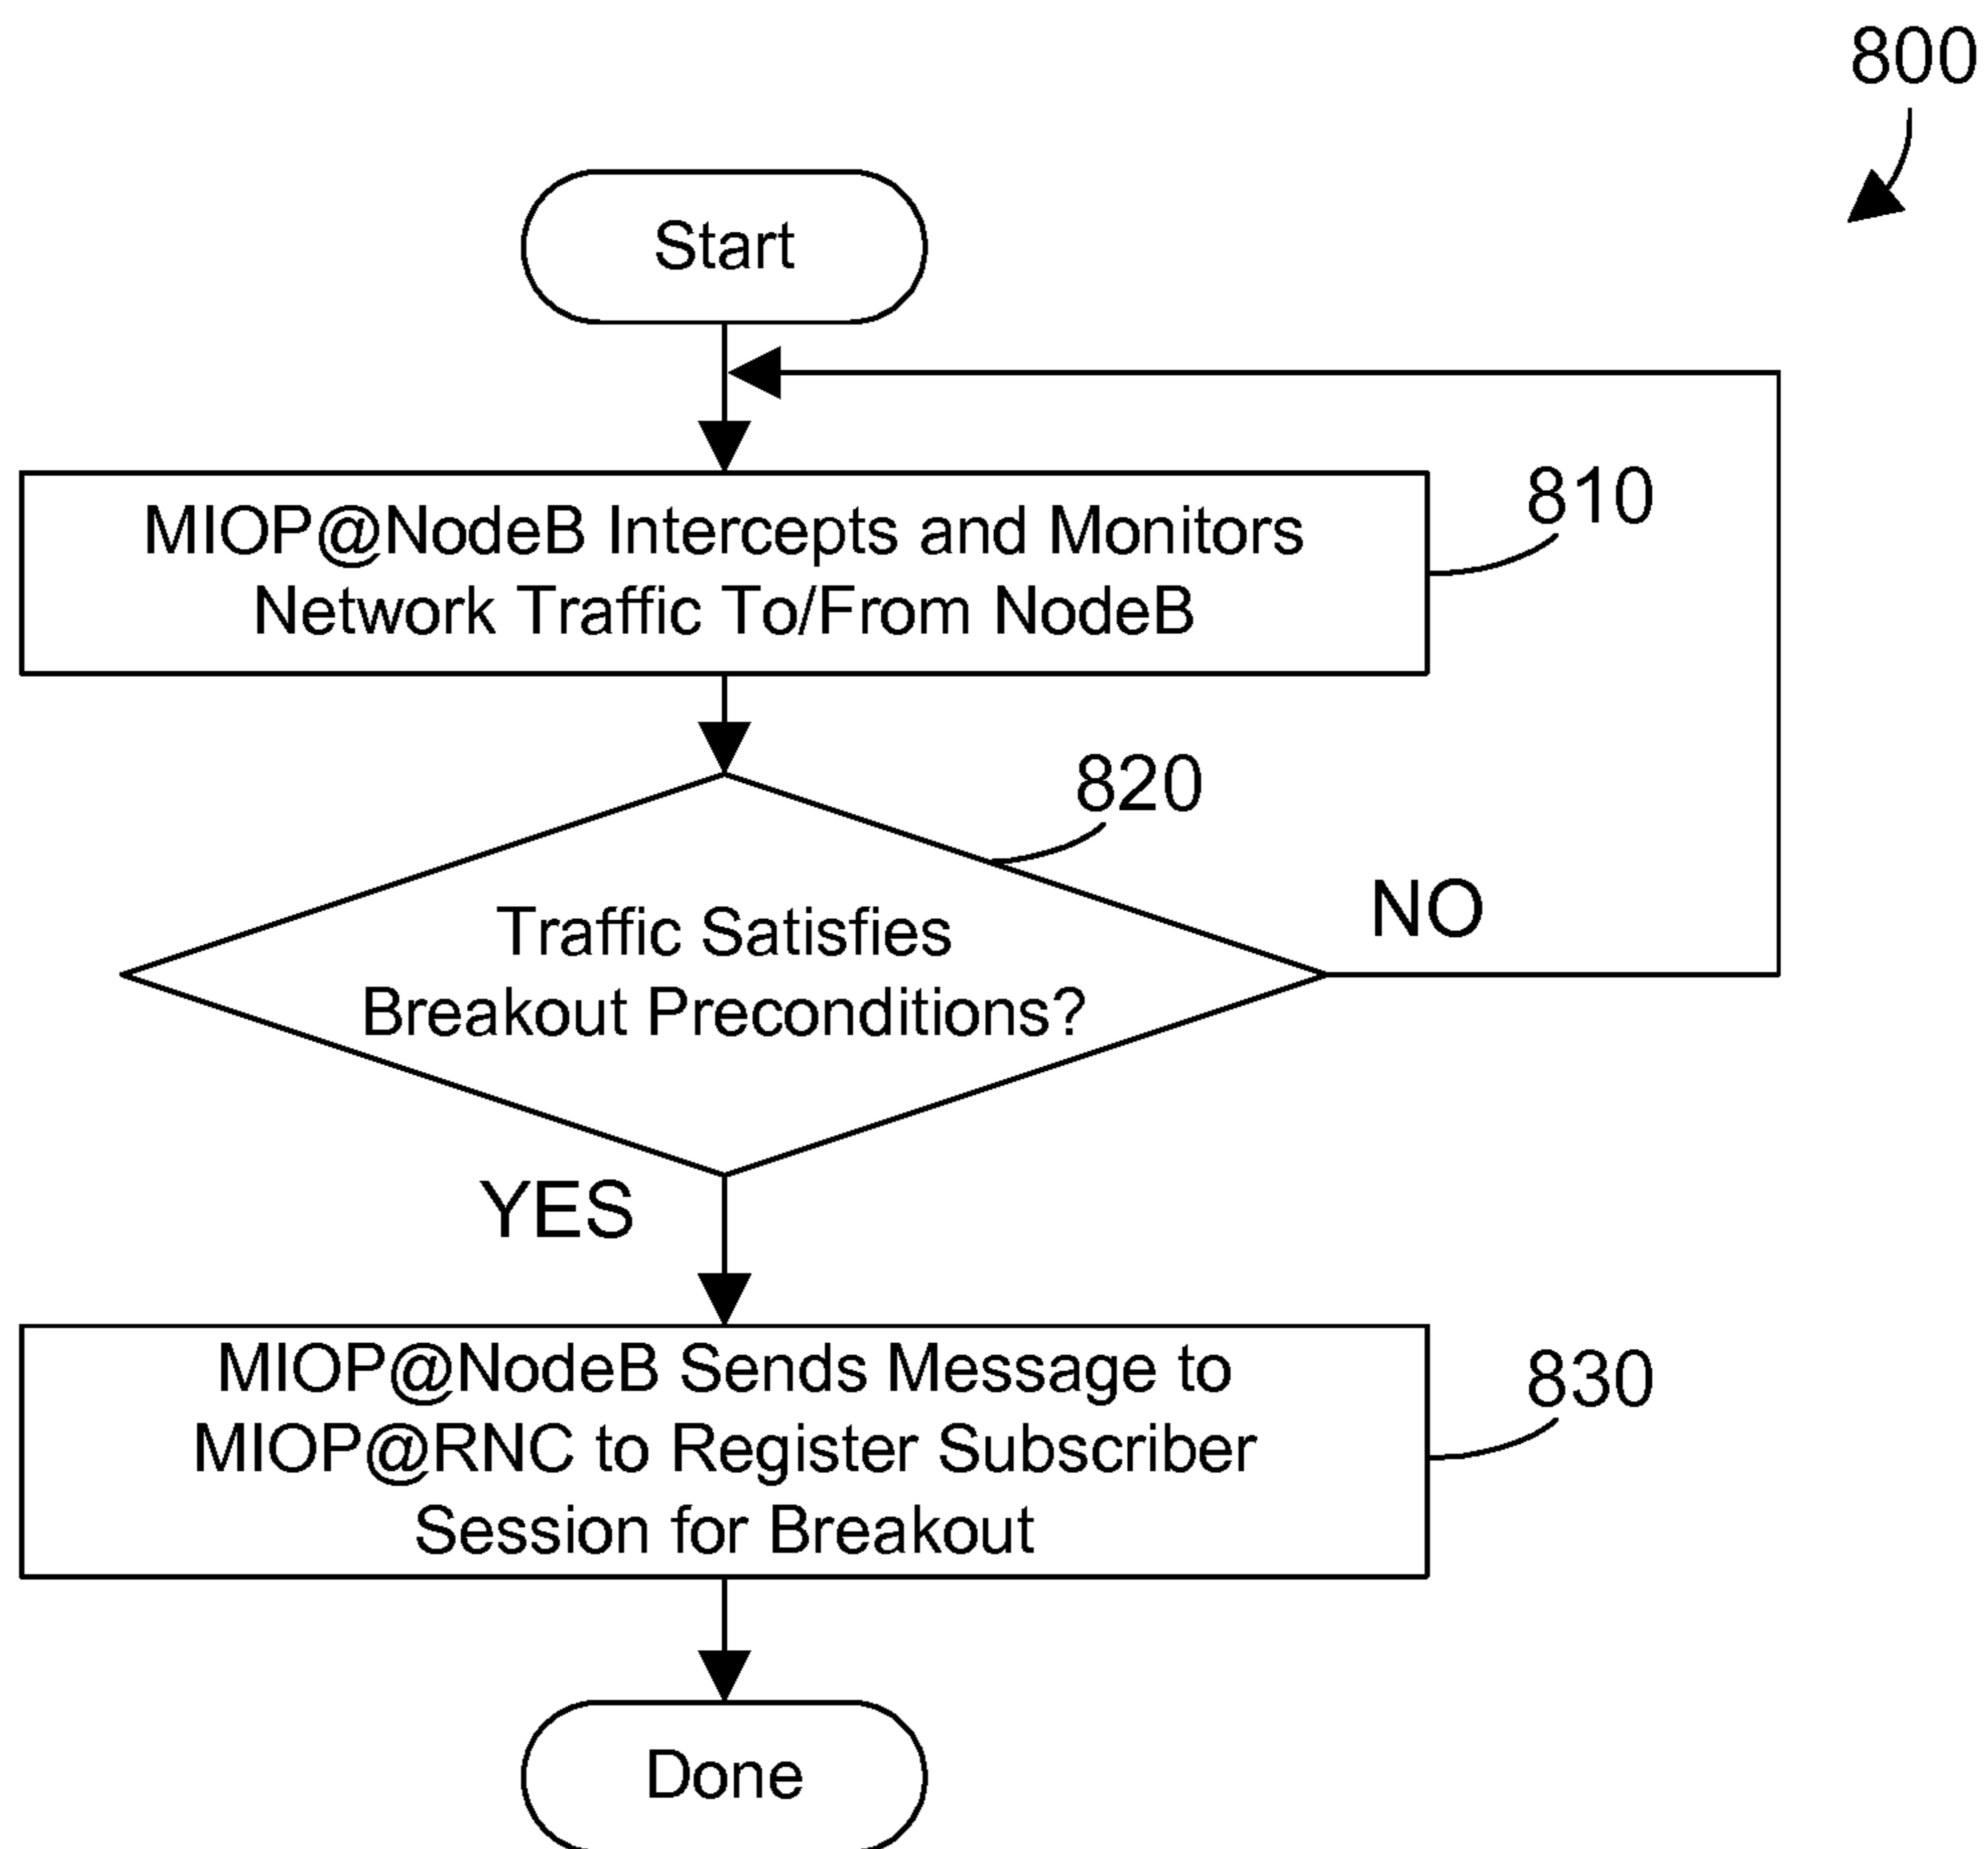 800
Start
MIOP@NodeB Intercepts and Monitors
Network Traffic To/From NodeB
810
820
Traffic Satisfies
Breakout Preconditions?
NO
YES
MIOP@NodeB Sends Message to
MIOP@RNC to Register Subscriber
Session for Breakout
830
Done